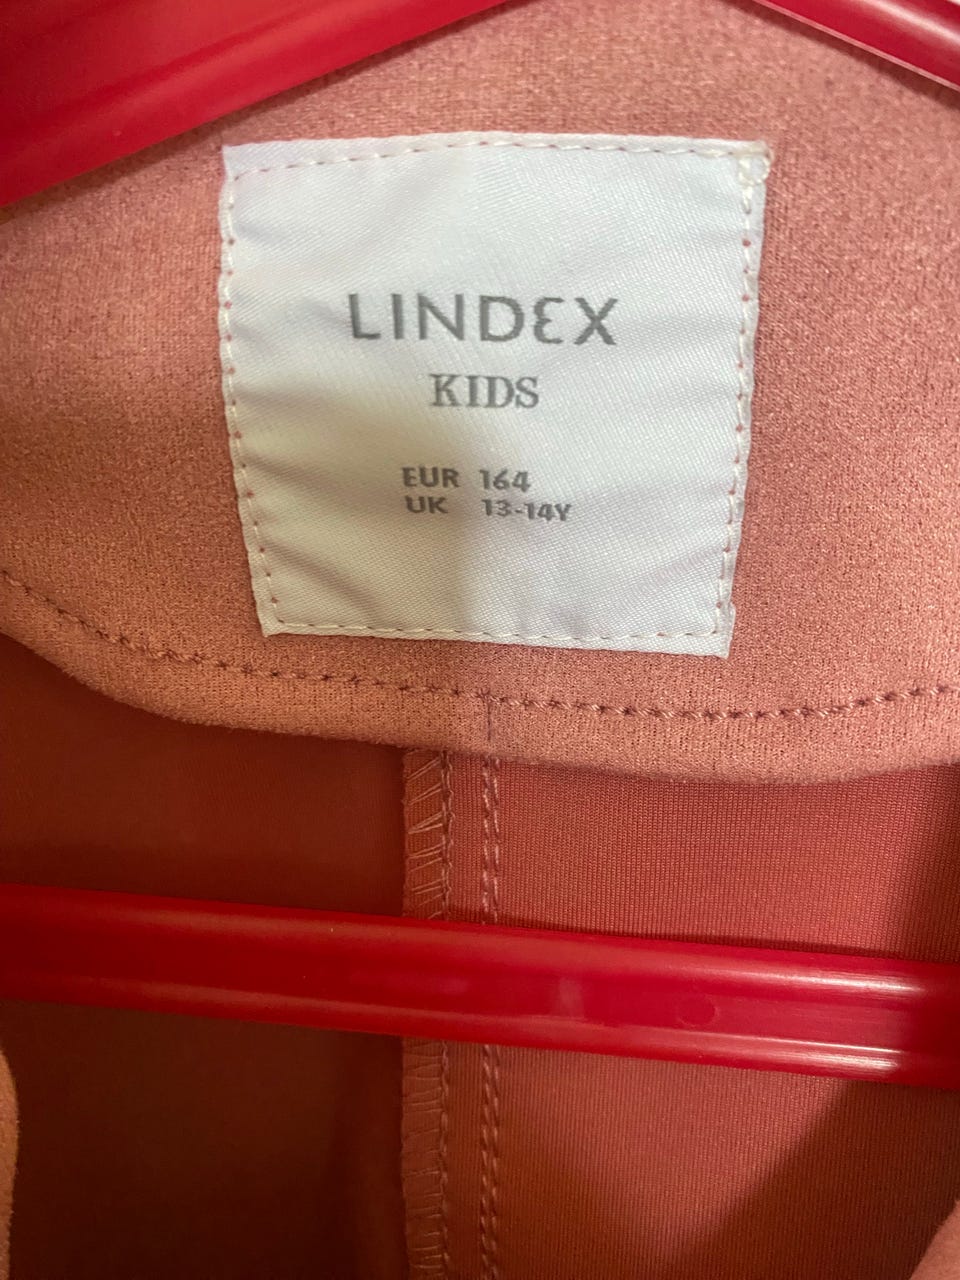 LINDEX
KIDS
EUR 164
UK 13-14Y